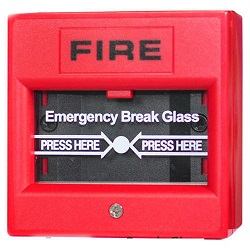 FIRE
Emergency Break Glass
PRESS HERE PRESS HERE